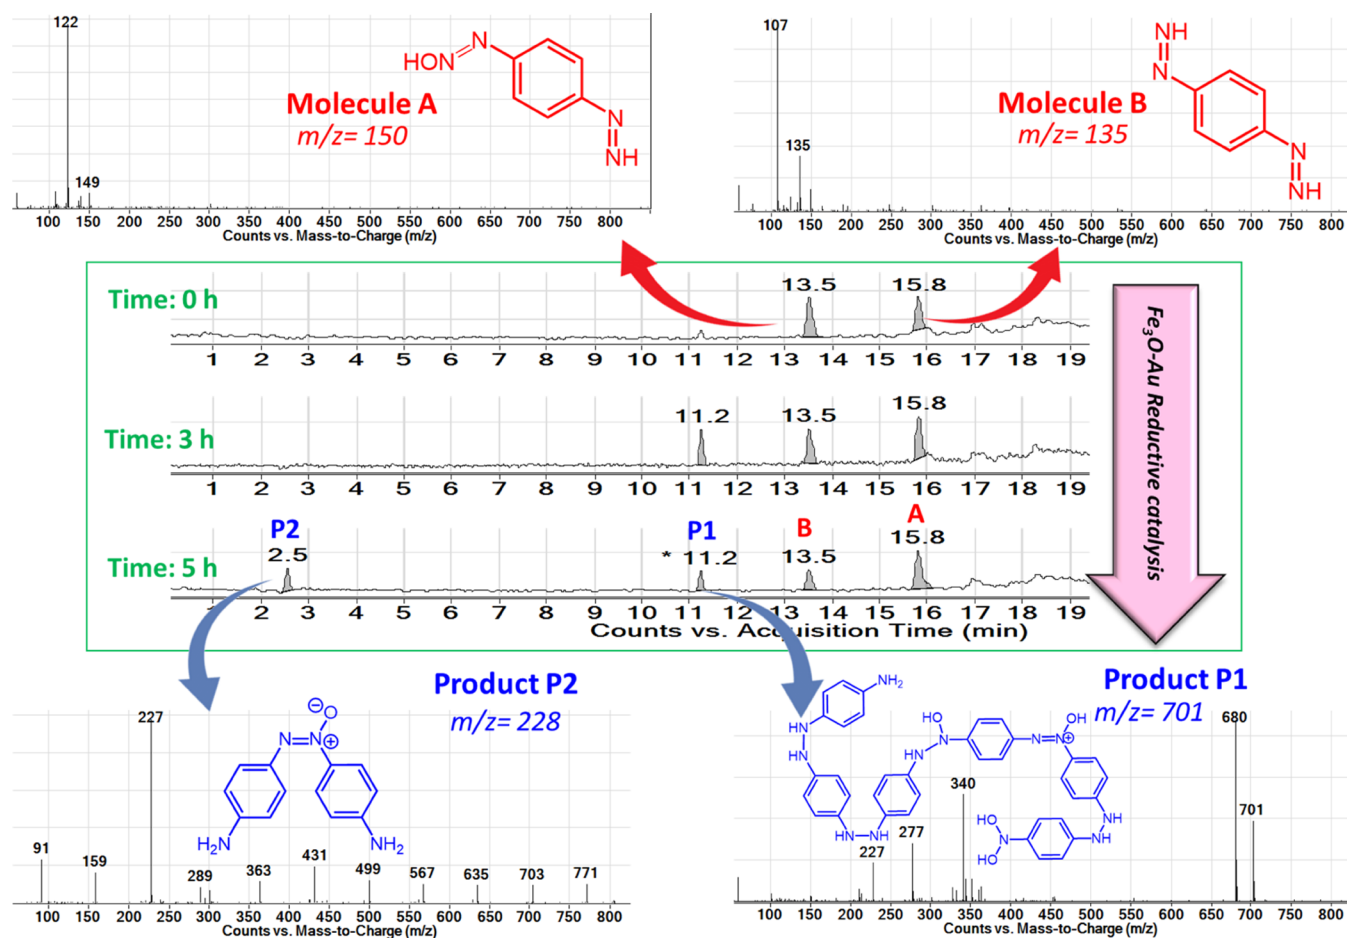 122
149
100 150 200 250 300 350 400 450 500 550 600 650 700 750 800
Counts vs. Mass-to-Charge (m/z)
Molecule A
m/z= 150
HON
N
N
NH
107
135
100 150 200 250 300 350 400 450 500 550 600 650 700 750 800
Counts vs. Mass-to-Charge (m/z)
Molecule B
m/z= 135
NH
N
N
NH
Time: 0 h
13.5 15.8
1 2 3 4 5 6 7 8 9 10 11 12 13 14 15 16 17 18 19
Time: 3 h
11.2 13.5 15.8
1 2 3 4 5 6 7 8 9 10 11 12 13 14 15 16 17 18 19
Time: 5 h
P2 P1 B A
2.5 * 11.2 13.5 15.8
1 2 3 4 5 6 7 8 9 10 11 12 13 14 15 16 17 18 19
Counts vs. Acquisition Time (min)
Fe3O-Au Reductive catalysis
Product P2
m/z= 228
91
159
227
289
363
431
499
567
635
703
771
⊖
O
N=N⊕
H2N
NH2
100 150 200 250 300 350 400 450 500 550 600 650 700 750 800
Counts vs. Mass-to-Charge (m/z)
Product P1
m/z= 701
NH2
HN
NH
HO
N
HN
N=N⊕
OH
NH–NH
HO
N
HO
NH
NH
227
277
340
680
701
100 150 200 250 300 350 400 450 500 550 600 650 700 750 800
Counts vs. Mass-to-Charge (m/z)